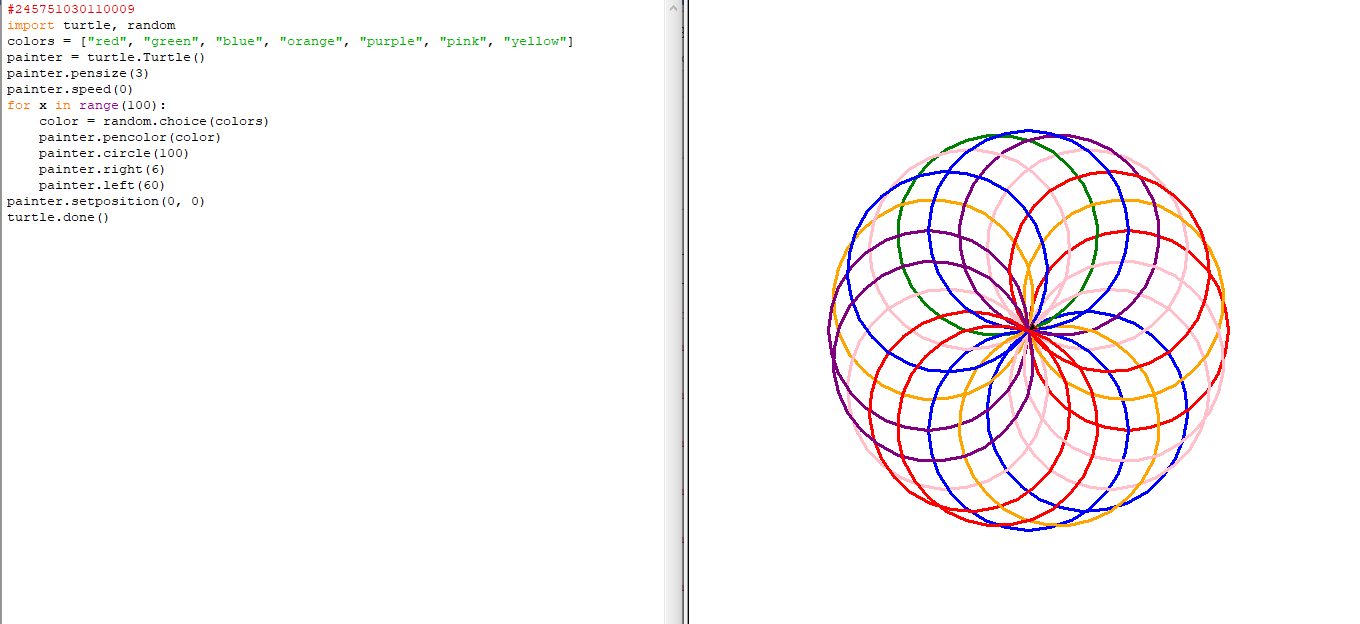 #245751030110009
import turtle, random
colors = ["red", "green", "blue", "orange", "purple", "pink", "yellow"]
painter = turtle.Turtle()
painter.pensize(3)
painter.speed(0)
for x in range(100):
    color = random.choice(colors)
    painter.pencolor(color)
    painter.circle(100)
    painter.right(6)
    painter.left(60)
painter.setposition(0, 0)
turtle.done()